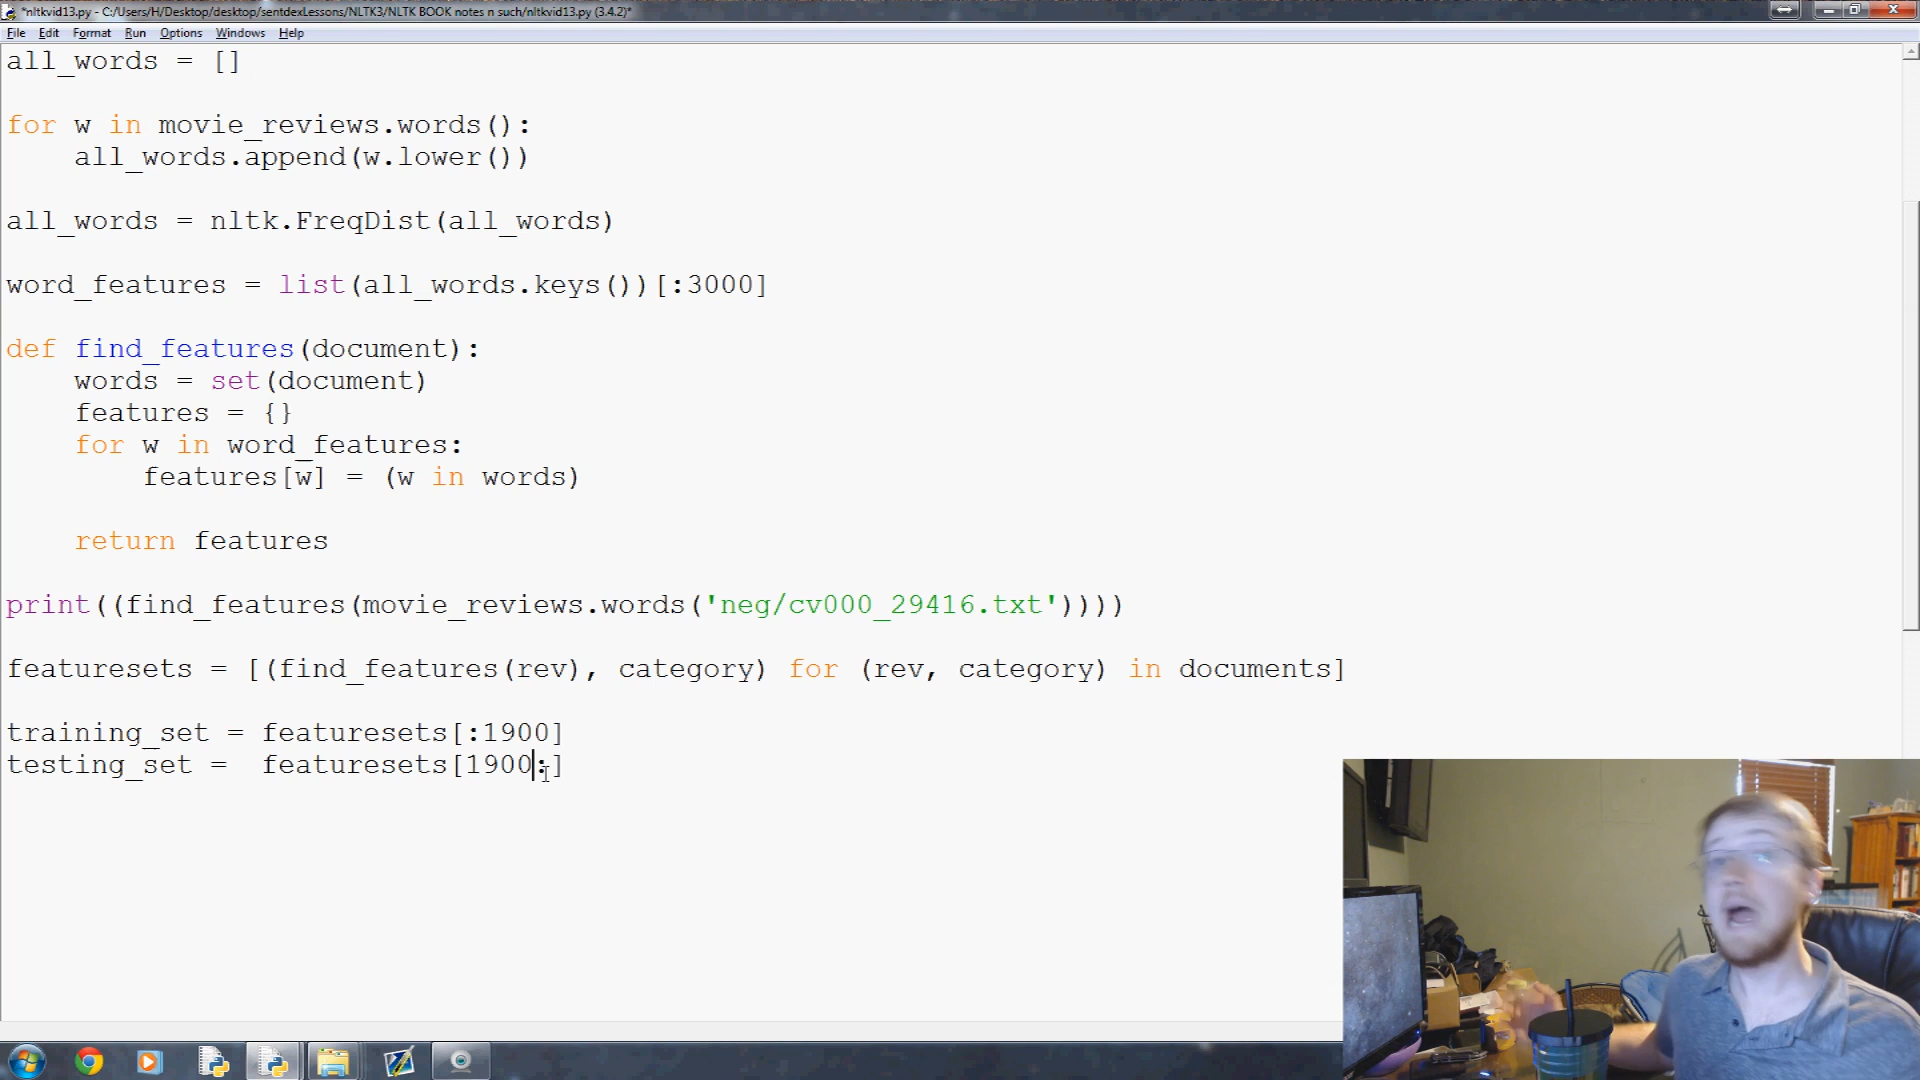 *nltkvid13.py - C:/Users/H/Desktop/desktop/sentdexLessons/NLTK3/NLTK BOOK notes n such/nltkvid13.py (3.4.2)*
File Edit Format Run Options Windows Help
all_words = []
for w in movie_reviews.words():
    all_words.append(w.lower())
all_words = nltk.FreqDist(all_words)
word_features = list(all_words.keys())[:3000]
def find_features(document):
    words = set(document)
    features = {}
    for w in word_features:
        features[w] = (w in words)
    return features
print((find_features(movie_reviews.words('neg/cv000_29416.txt'))))
featuresets = [(find_features(rev), category) for (rev, category) in documents]
training_set = featuresets[:1900]
testing_set =  featuresets[1900:]